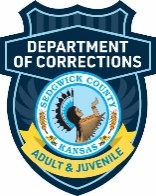 DEPARTMENT
OF CORRECTIONS
SEDGWICK COUNTY
KANSAS
ADULT & JUVENILE